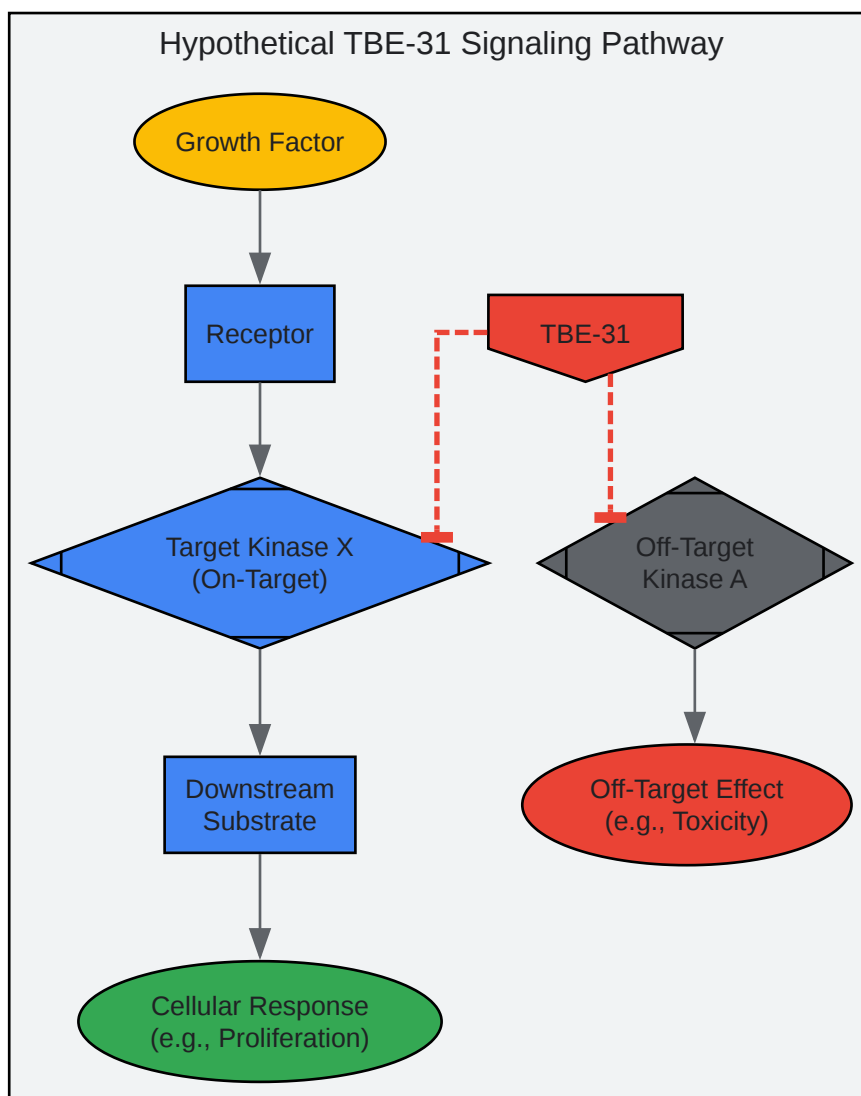 Hypothetical TBE-31 Signaling Pathway
Growth Factor
Receptor
TBE-31
Target Kinase X
(On-Target)
Off-Target
Kinase A
Downstream
Substrate
Off-Target Effect
(e.g., Toxicity)
Cellular Response
(e.g., Proliferation)